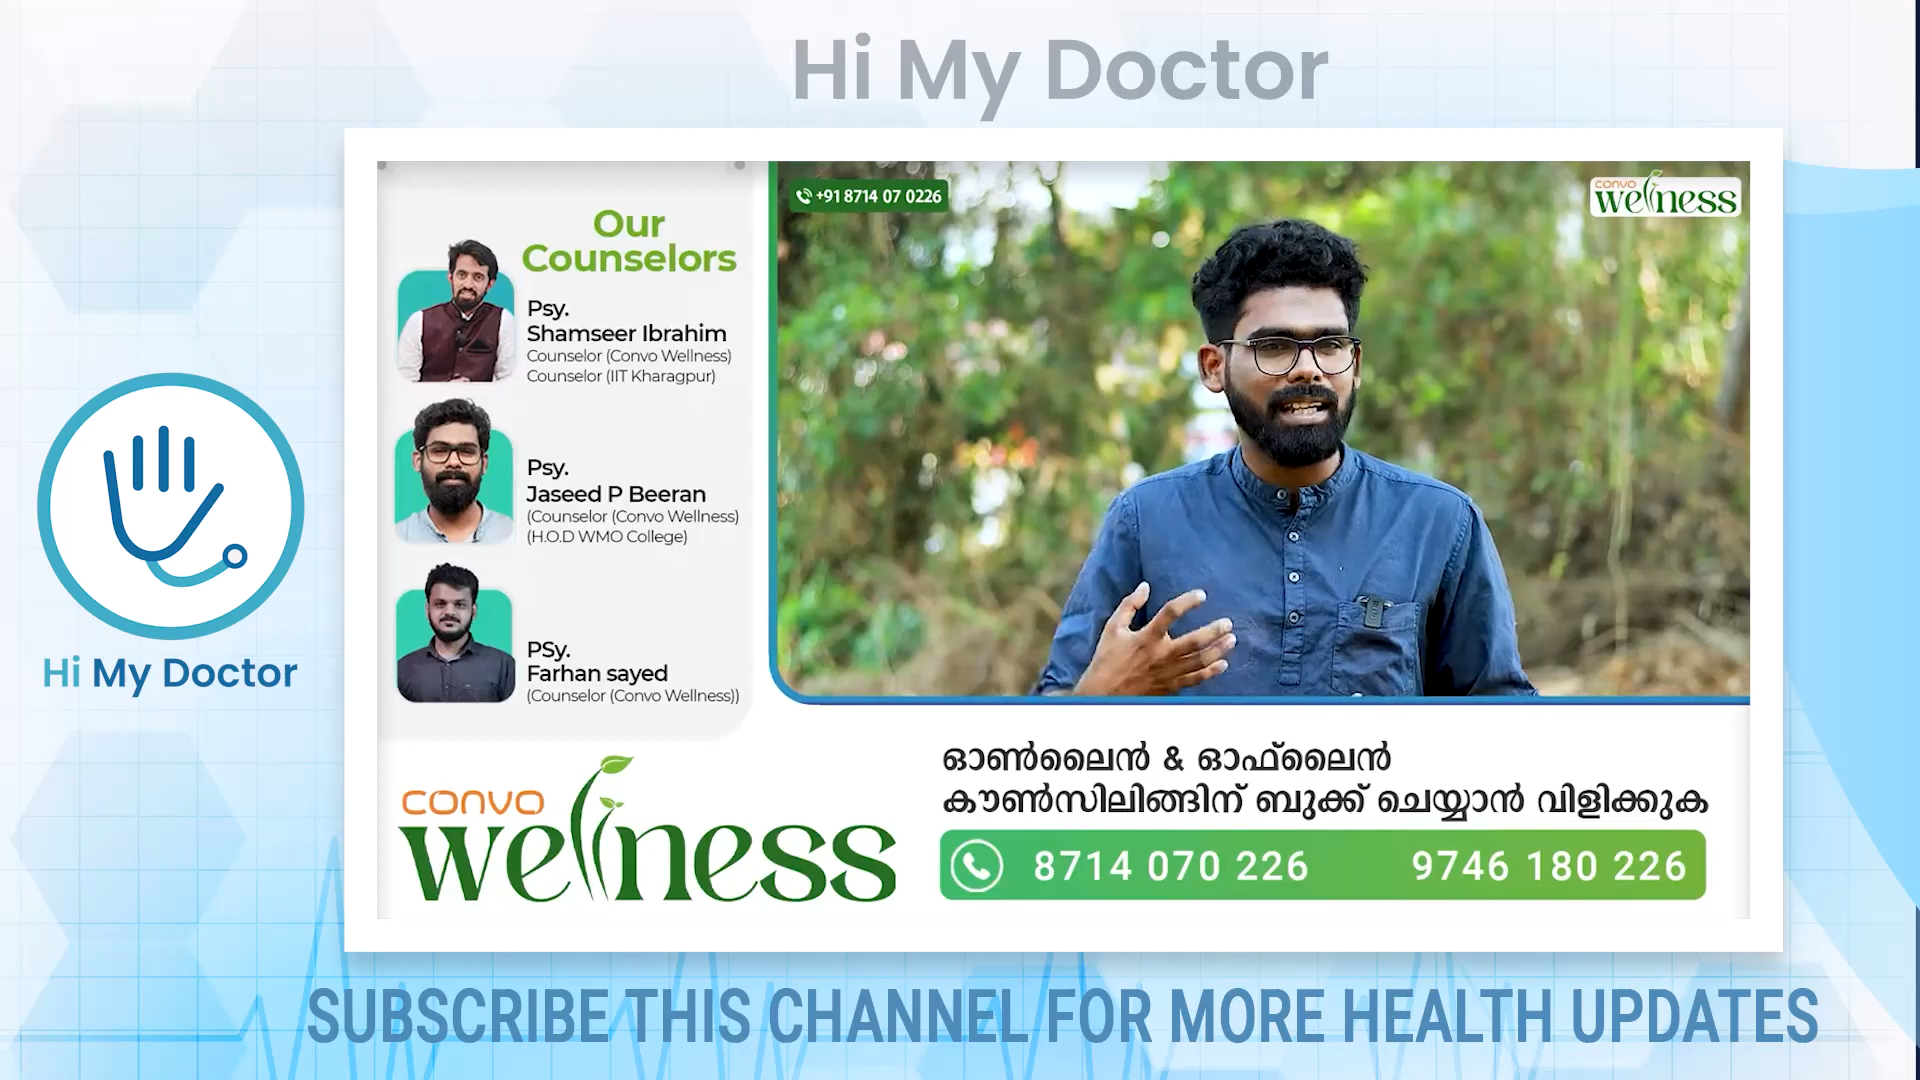 Hi My Doctor
Our
Counselors
Psy.
Shamseer Ibrahim
Counselor (Convo Wellness)
Counselor (IIT Kharagpur)
Psy.
Jaseed P Beeran
(Counselor (Convo Wellness)
(H.O.D WMO College)
PSy.
Farhan sayed
(Counselor (Convo Wellness))
+91 8714 07 0226
convo
wellness
Hi My Doctor
convo
wellness
ഓൺലൈൻ & ഓഫ്ലൈൻ
കൗൺസിലിങ്ങിന് ബുക്ക് ചെയ്യാൻ വിളിക്കുക
8714 070 226 9746 180 226
SUBSCRIBE THIS CHANNEL FOR MORE HEALTH UPDATES